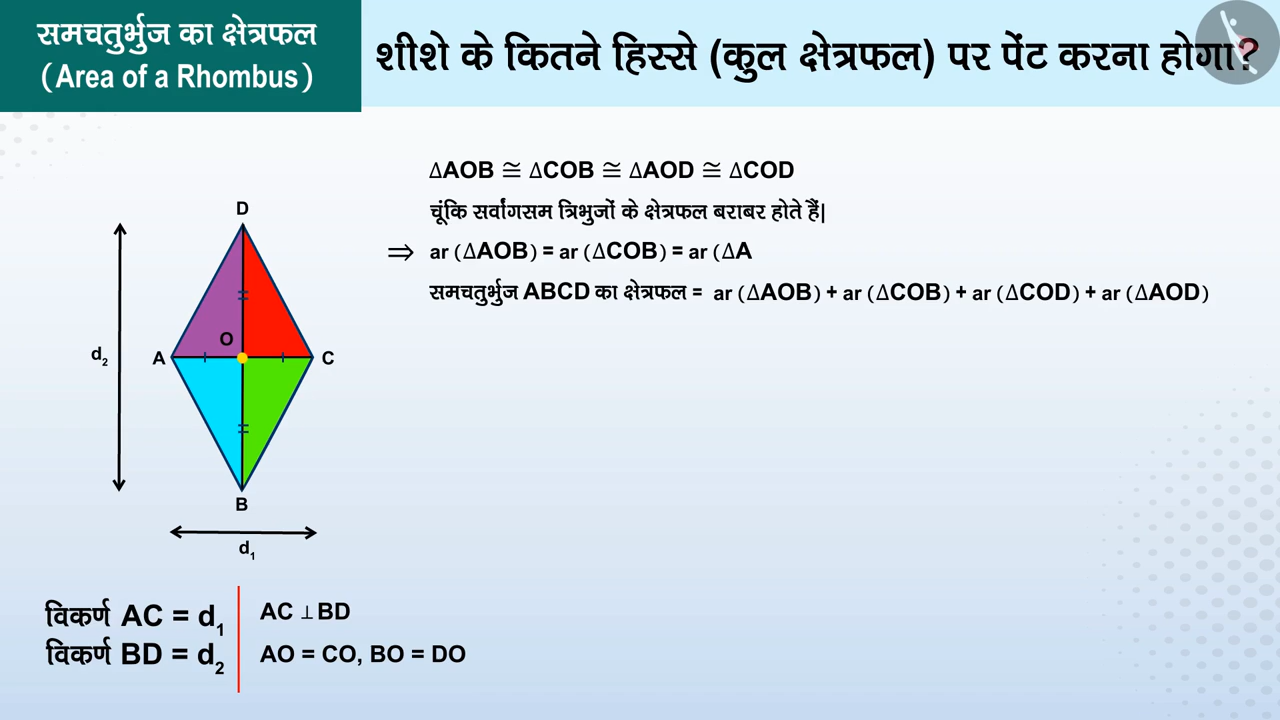 समचतुर्भुज का क्षेत्रफल
(Area of a Rhombus)
शीशे के कितने हिस्से (कुल क्षेत्रफल) पर पेंट करना होगा?
ΔAOB ≅ ΔCOB ≅ ΔAOD ≅ ΔCOD
चूंकि सर्वांगसम त्रिभुजों के क्षेत्रफल बराबर होते हैं|
⇒ ar (ΔAOB) = ar (ΔCOB) = ar (ΔA
समचतुर्भुज ABCD का क्षेत्रफल = ar (ΔAOB) + ar (ΔCOB) + ar (ΔCOD) + ar (ΔAOD)
D
O
d₂
A
C
B
d₁
विकर्ण AC = d₁
विकर्ण BD = d₂
AC ⊥ BD
AO = CO, BO = DO